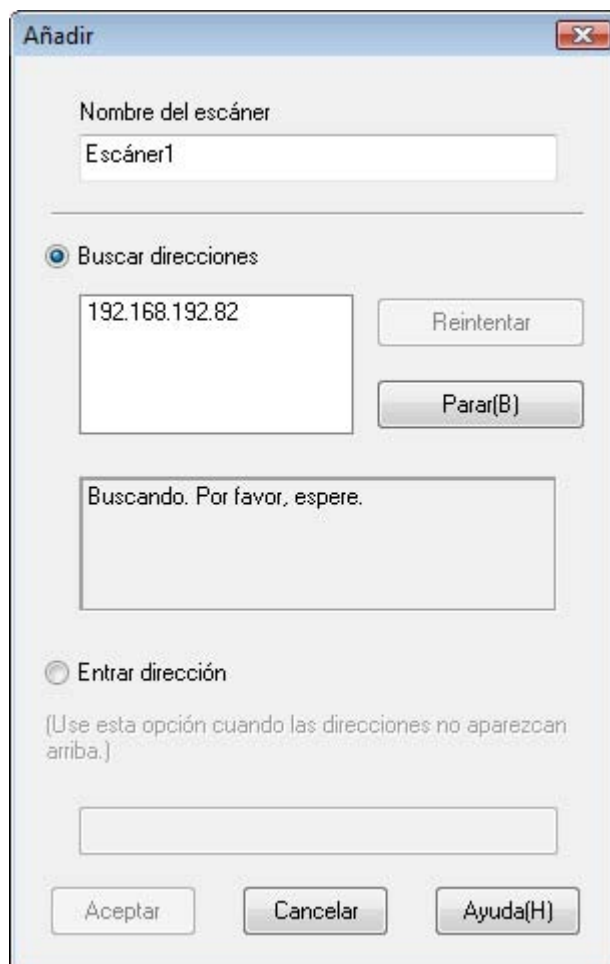 Añadir
Nombre del escáner
Escáner1
Buscar direcciones
192.168.192.82
Reintentar
Parar(B)
Buscando. Por favor, espere.
Entrar dirección
(Use esta opción cuando las direcciones no aparezcan
arriba.)
Aceptar
Cancelar
Ayuda(H)